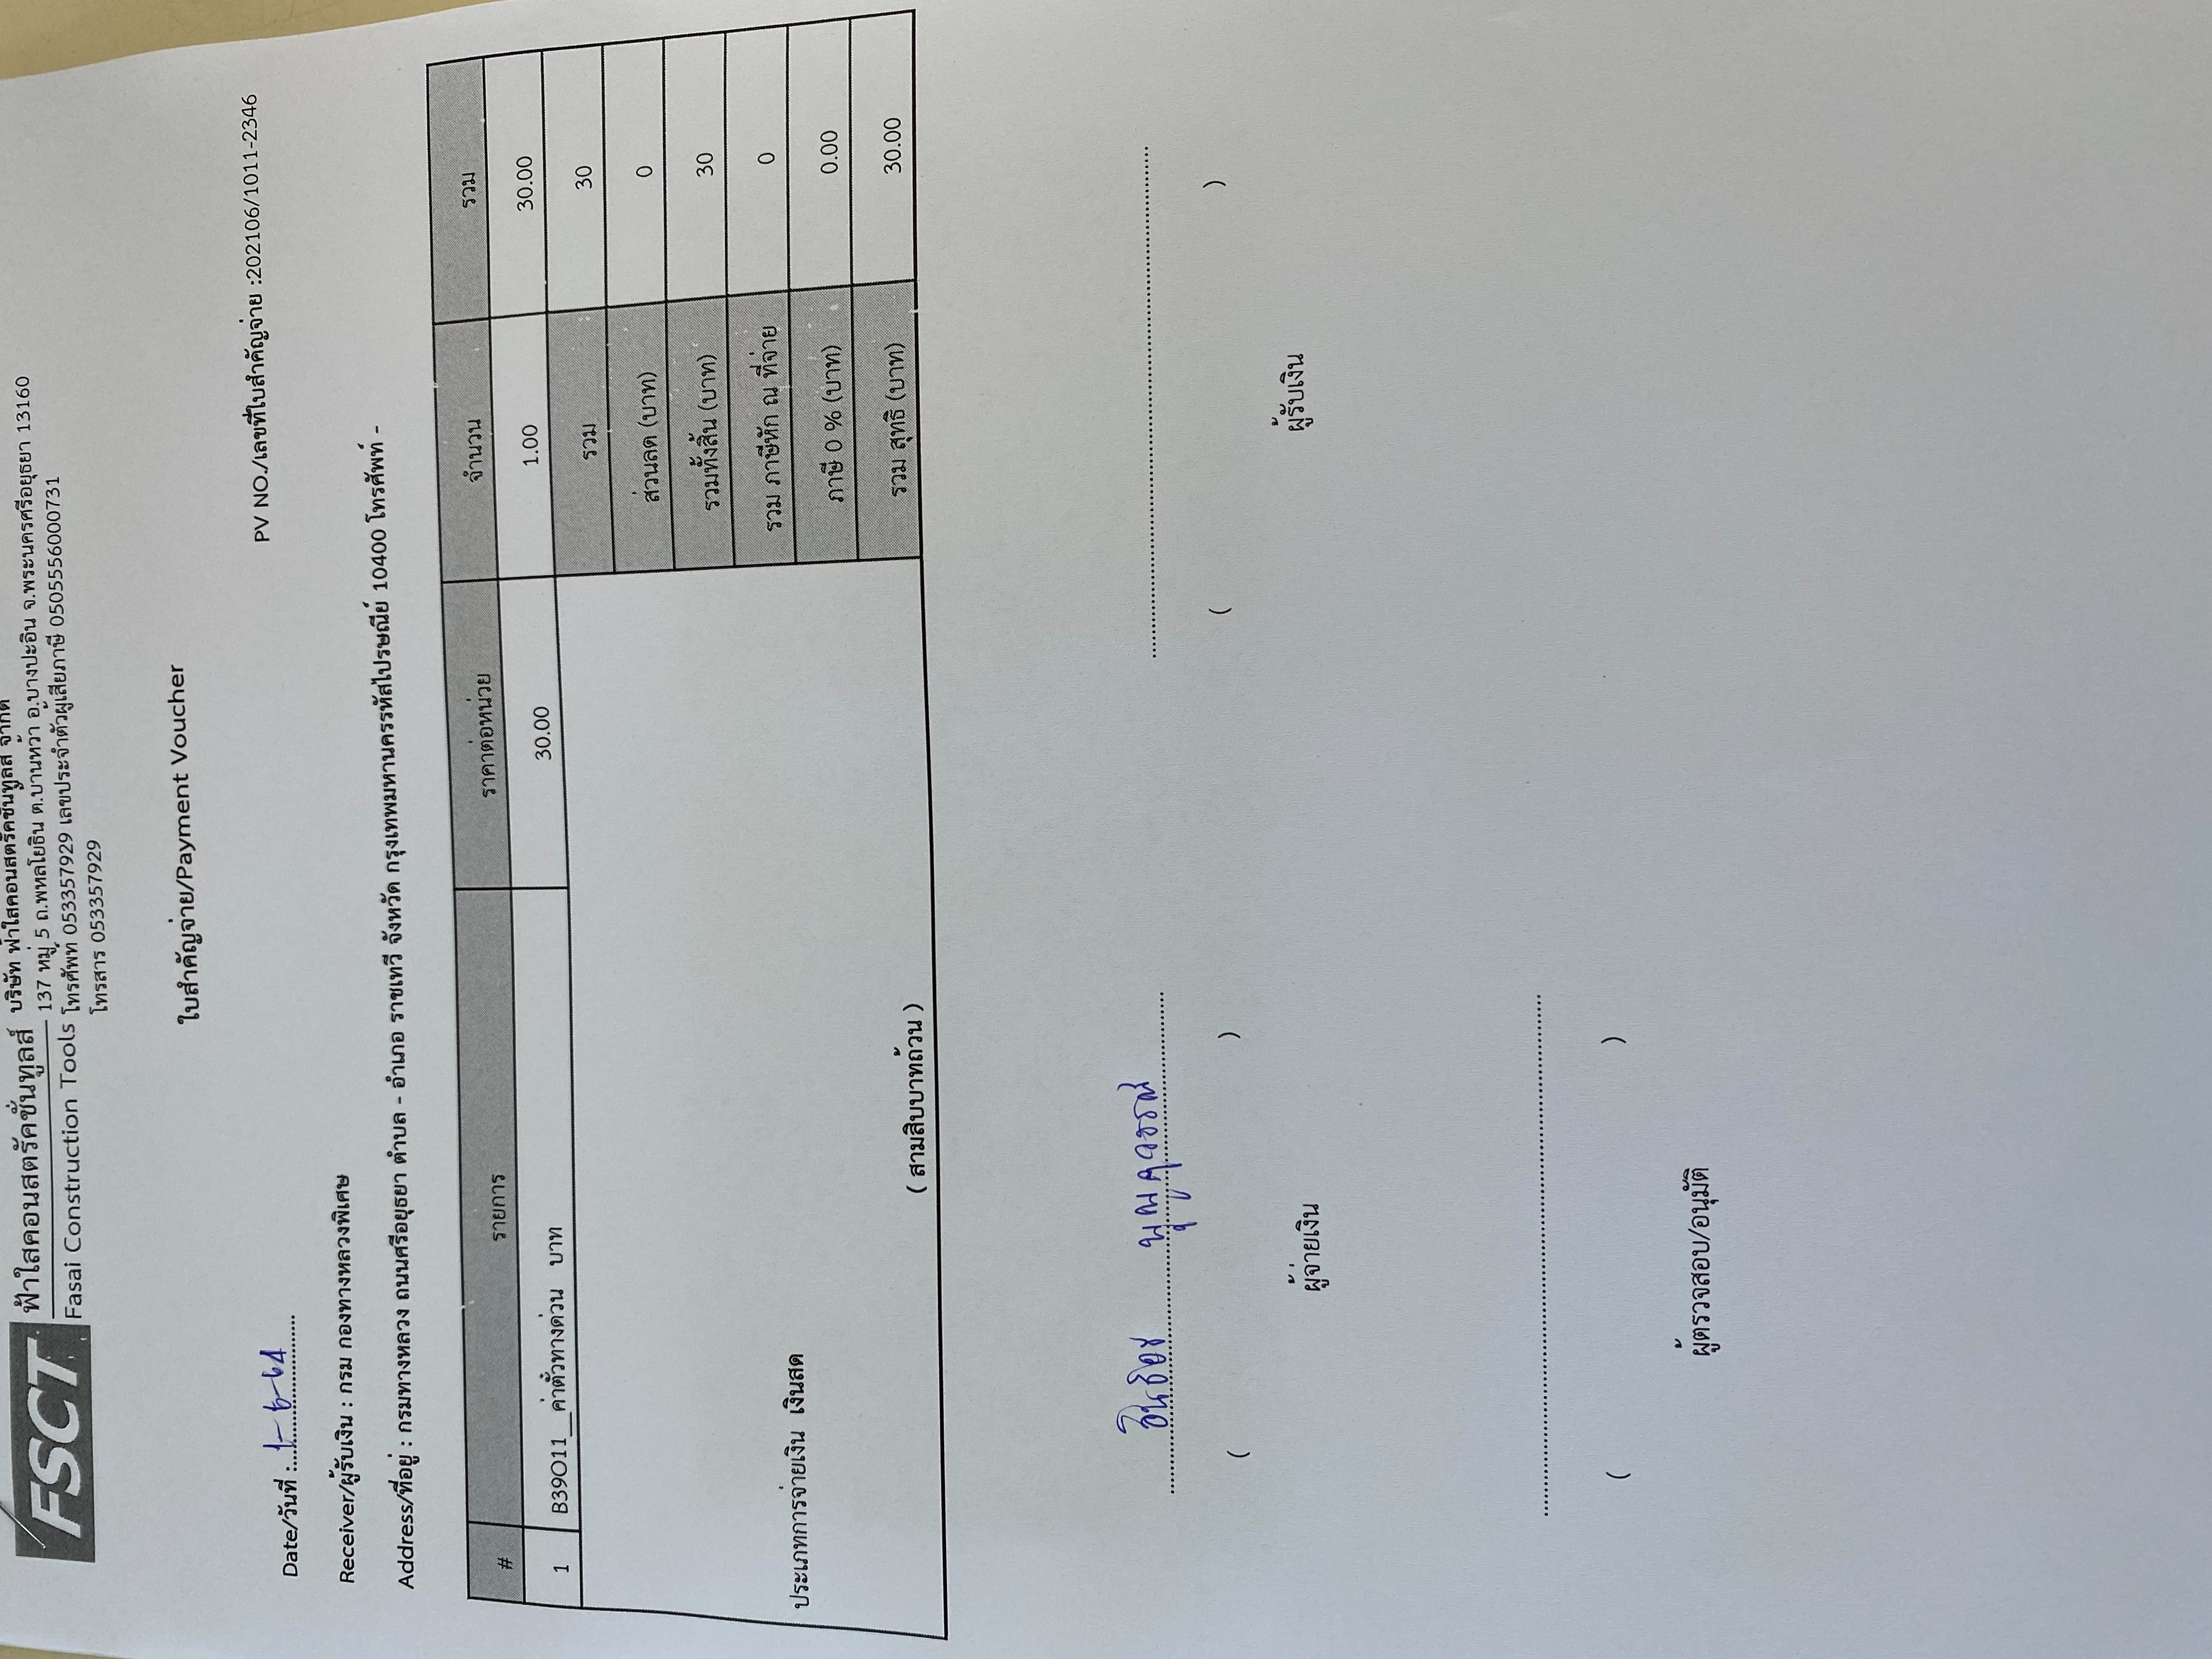 FSCT
ฟ้าใสคอนสตรัคชั่นทูลส์
Fasai Construction Tools
บริษัท ฟ้าใสคอนสตรัคชั่นทูลส์ จำกัด
137 หมู่ 5 ถ.พหลโยธิน ต.บ้านหว้า อ.บางปะอิน จ.พระนครศรีอยุธยา 13160
โทรศัพท์ 053357929 เลขประจำตัวผู้เสียภาษี 0505556000731
โทรสาร 053357929
ใบสำคัญจ่าย/Payment Voucher
PV NO./เลขที่ใบสำคัญจ่าย :202106/1011-2346
Date/วันที่ : 1-6-64
Receiver/ผู้รับเงิน : กรม กองทางหลวงพิเศษ
Address/ที่อยู่ : กรมทางหลวง ถนนศรีอยุธยา ตำบล - อำเภอ ราชเทวี จังหวัด กรุงเทพมหานครรหัสไปรษณีย์ 10400 โทรศัพท์ -
# รายการ ราคาต่อหน่วย จำนวน รวม
1 B39O11__ค่าตั๋วทางด่วน บาท 30.00 1.00 30.00
รวม 30
ส่วนลด (บาท) 0
รวมทั้งสิ้น (บาท) 30
รวม ภาษีหัก ณ ที่จ่าย 0
ประเภทการจ่ายเงิน เงินสด
ภาษี 0 % (บาท) 0.00
( สามสิบบาทถ้วน )
รวม สุทธิ (บาท) 30.00
( )
( )
ผู้จ่ายเงิน
ผู้รับเงิน
( )
ผู้ตรวจสอบ/อนุมัติ